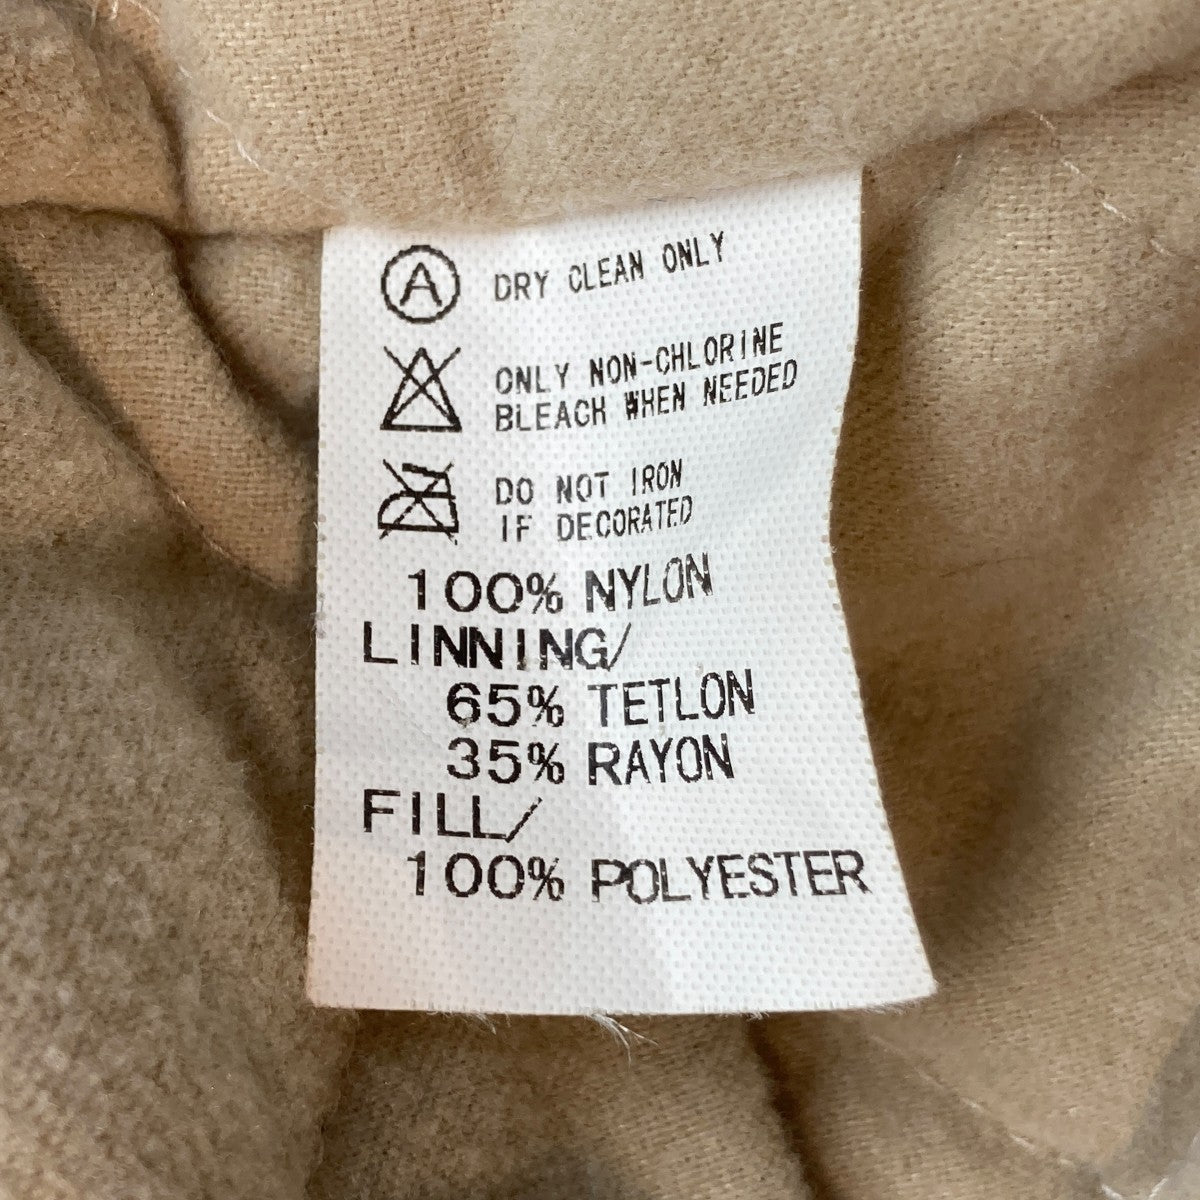 A DRY CLEAN ONLY
ONLY NON-CHLORINE
BLEACH WHEN NEEDED
DO NOT IRON
IF DECORATED
100% NYLON
LINNING/
65% TETLON
35% RAYON
FILL/
100% POLYESTER